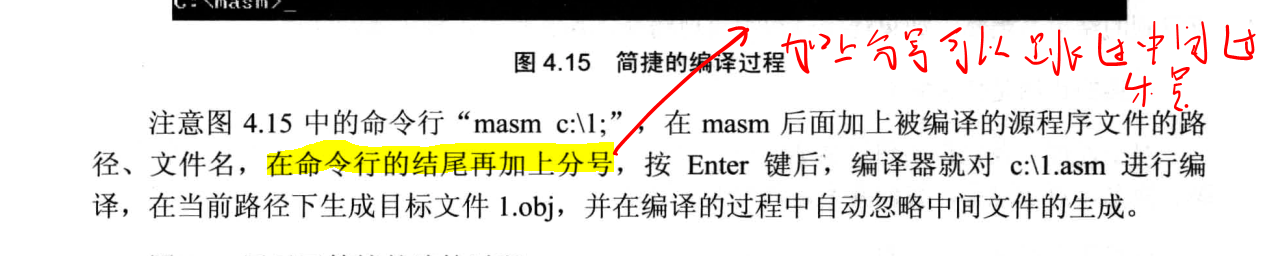 C:\masm>_
加上分号可以跳过中间过
程
图 4.15 简捷的编译过程
注意图 4.15 中的命令行“masm c:\1;”，在 masm 后面加上被编译的源程序文件的路
径、文件名，在命令行的结尾再加上分号，按 Enter 键后，编译器就对 c:\1.asm 进行编
译，在当前路径下生成目标文件 1.obj，并在编译的过程中自动忽略中间文件的生成。